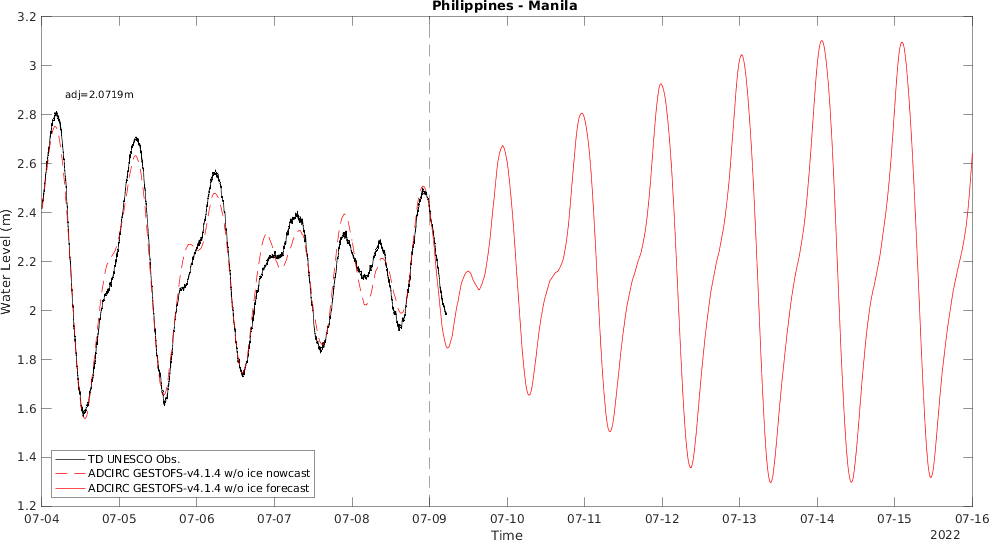 Philippines - Manila
3.2
3
2.8
2.6
2.4
2.2
2
1.8
1.6
1.4
1.2
Water Level (m)
adj=2.0719m
TD UNESCO Obs.
ADCIRC GESTOFS-v4.1.4 w/o ice nowcast
ADCIRC GESTOFS-v4.1.4 w/o ice forecast
07-04 07-05 07-06 07-07 07-08 07-09 07-10 07-11 07-12 07-13 07-14 07-15 07-16
Time
2022